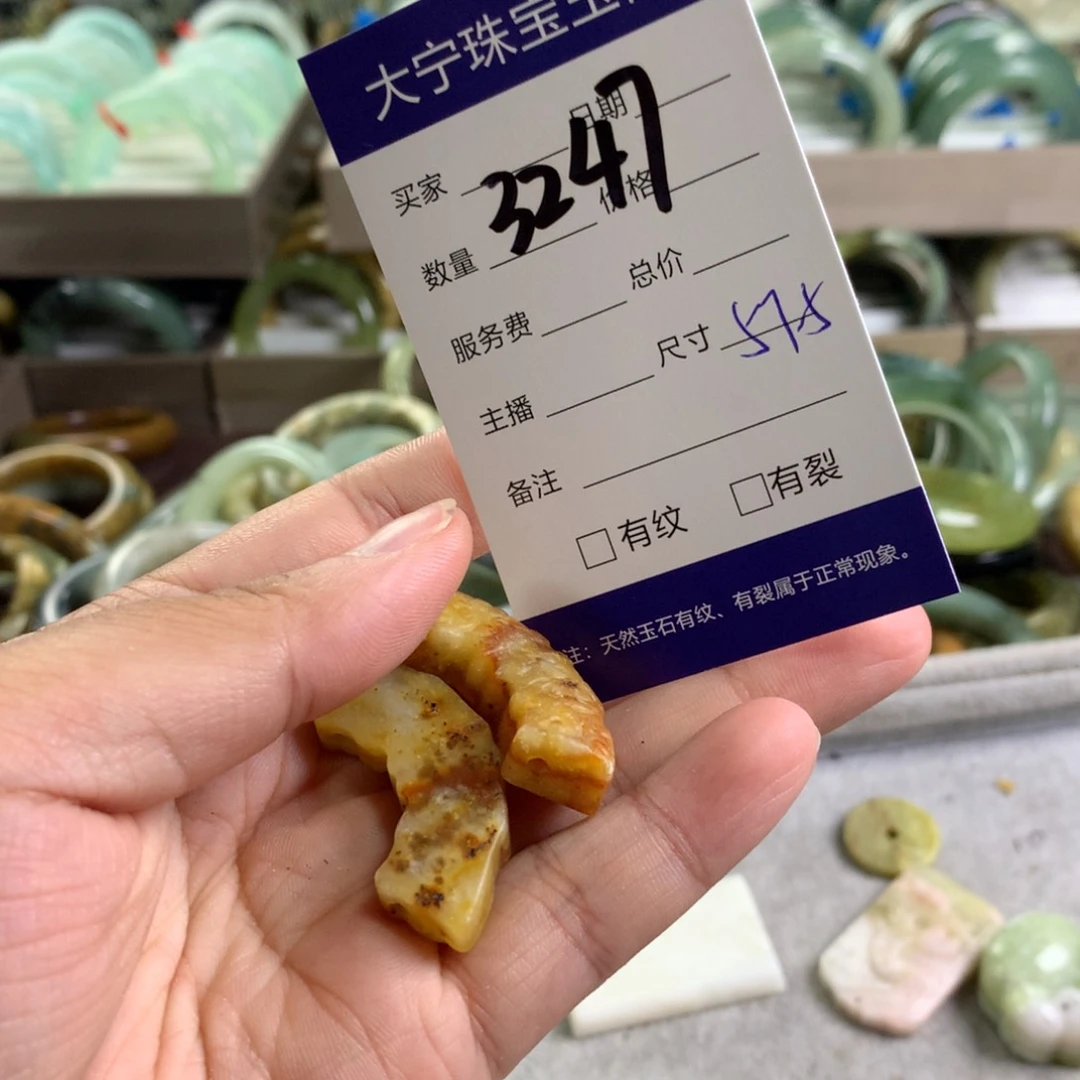 大宁珠宝玉
日期
买家
3247
价格
数量
总价
服务费
尺寸 57.5
主播
备注
□有纹 □有裂
注：天然玉石有纹、有裂属于正常现象。